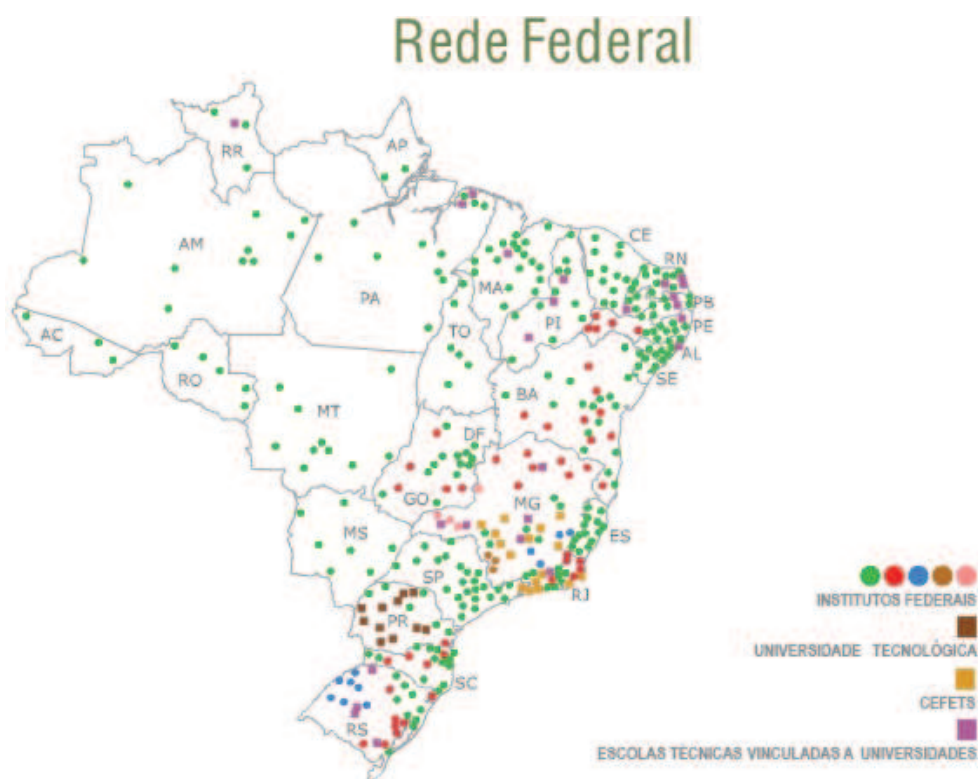 Rede Federal
RR
AP
AM
PA
MA
CE
RN
PB
PE
AL
SE
PI
TO
AC
RO
MT
BA
DF
GO
MG
ES
MS
SP
RJ
PR
SC
RS
INSTITUTOS FEDERAIS
UNIVERSIDADE TECNOLÓGICA
CEFETS
ESCOLAS TÉCNICAS VINCULADAS A UNIVERSIDADES